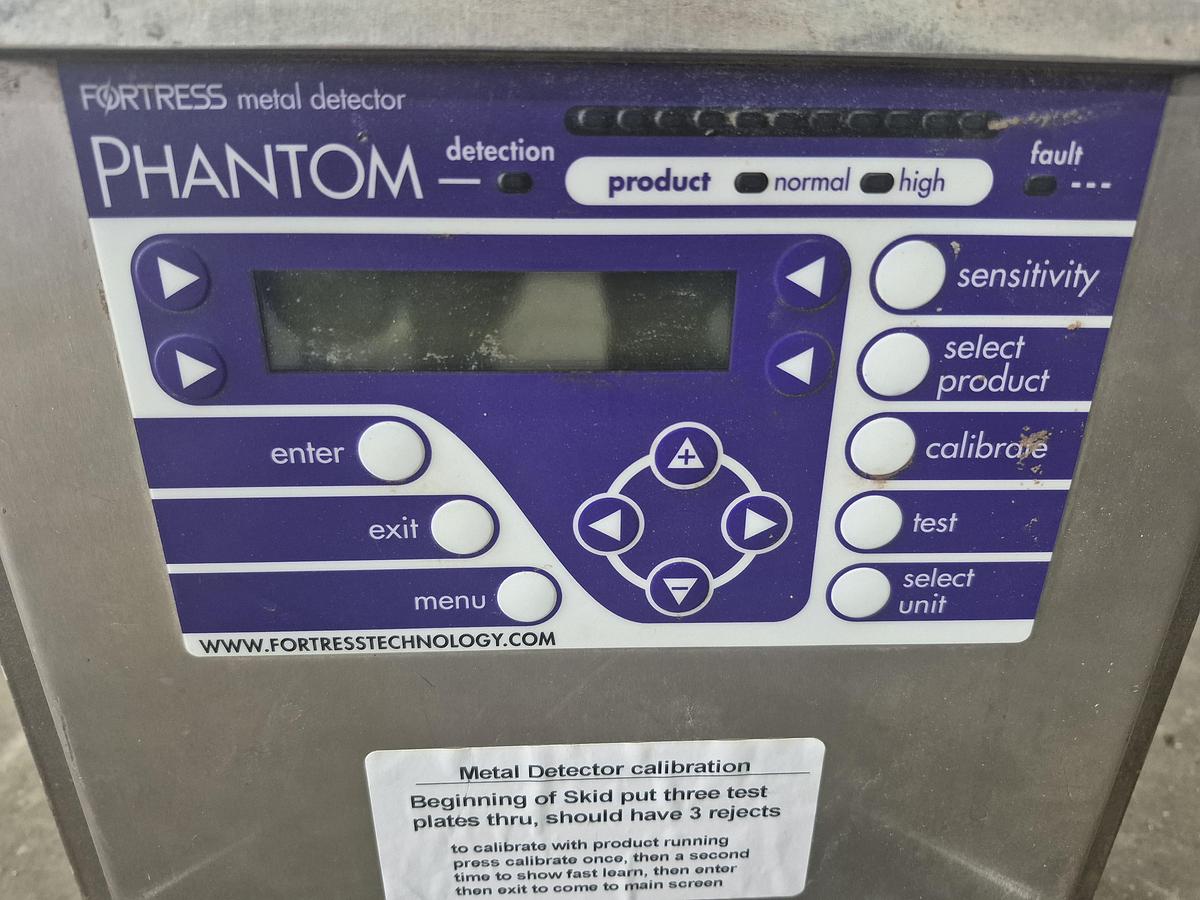 FORTRESS metal detector
PHANTOM
detection
product normal high
fault
sensitivity
select
product
calibrate
test
select
unit
enter
exit
menu
+
−
WWW.FORTRESSTECHNOLOGY.COM
Metal Detector calibration
Beginning of Skid put three test
plates thru, should have 3 rejects
to calibrate with product running
press calibrate once, then a second
time to show fast learn, then enter
then exit to come to main screen